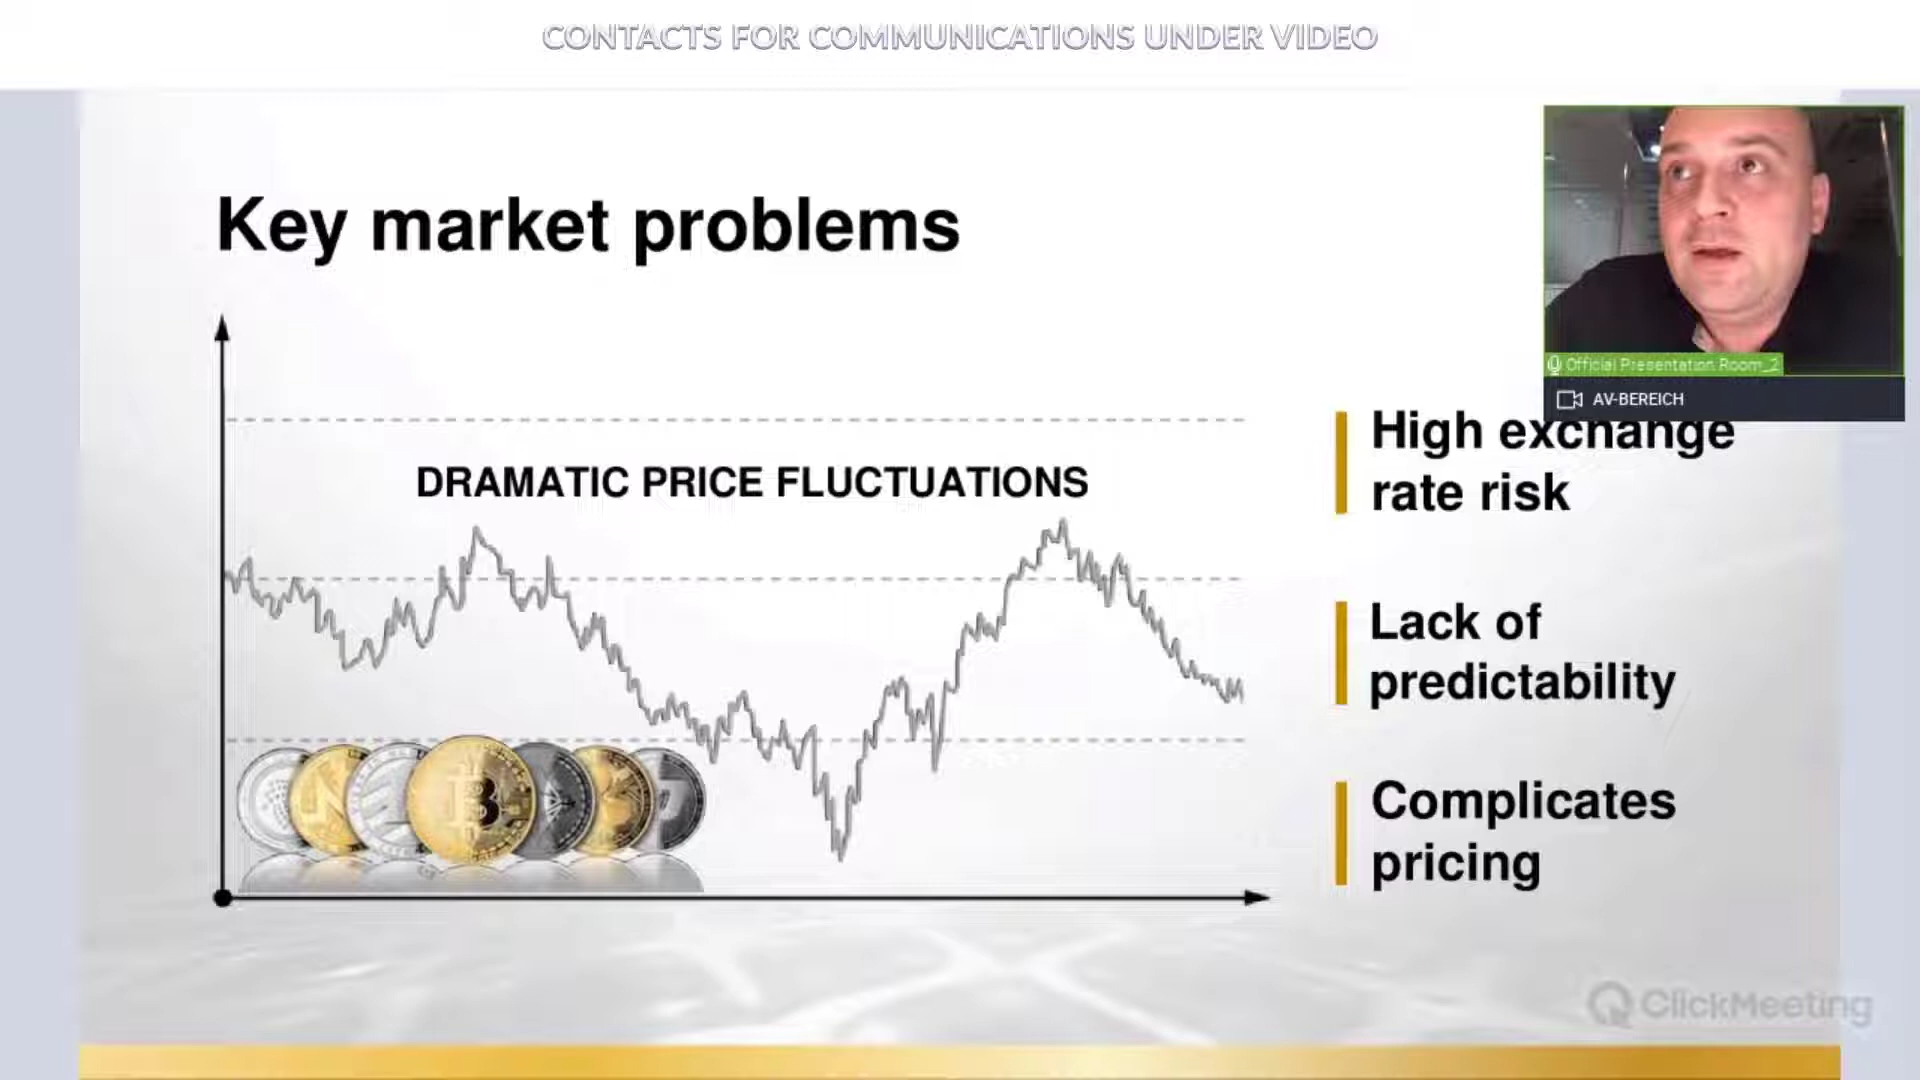 CONTACTS FOR COMMUNICATIONS UNDER VIDEO
Key market problems
Official Presentation Room_2
AV-BEREICH
DRAMATIC PRICE FLUCTUATIONS
High exchange
rate risk
Lack of
predictability
Complicates
pricing
ClickMeeting